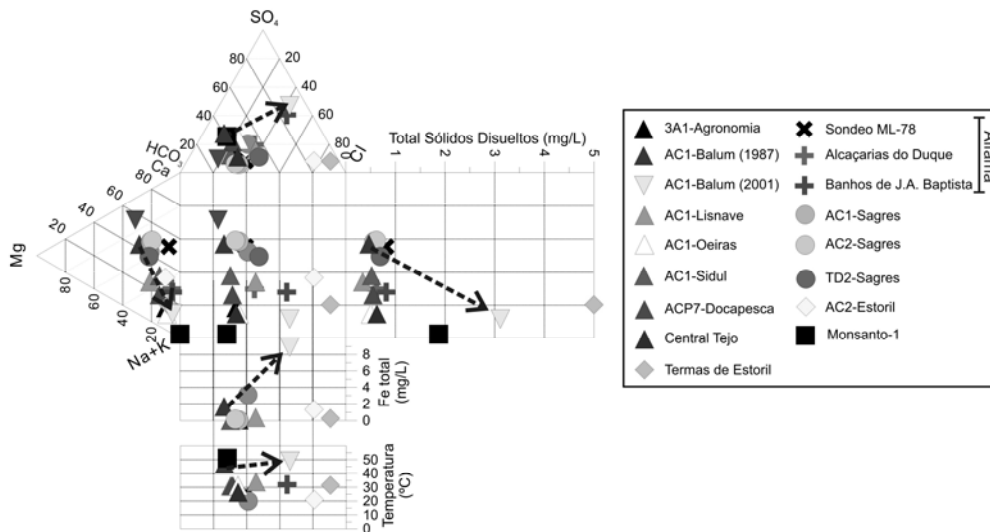 SO4
80 20
60 40
40 60
20 80
HCO3 Cl
Ca
80
60
40
20
Mg
80
60
40
20
Na+K
Total Sólidos Disueltos (mg/L)
0 1 2 3 4 5
8
6
4
2
0
Fe total
(mg/L)
50
40
30
20
10
0
Temperatura
(ºC)
3A1-Agronomia
AC1-Balum (1987)
AC1-Balum (2001)
AC1-Lisnave
AC1-Oeiras
AC1-Sidul
ACP7-Docapesca
Central Tejo
Termas de Estoril
Sondeo ML-78
Alcaçarias do Duque
Banhos de J.A. Baptista
AC1-Sagres
AC2-Sagres
TD2-Sagres
AC2-Estoril
Monsanto-1
Alfama